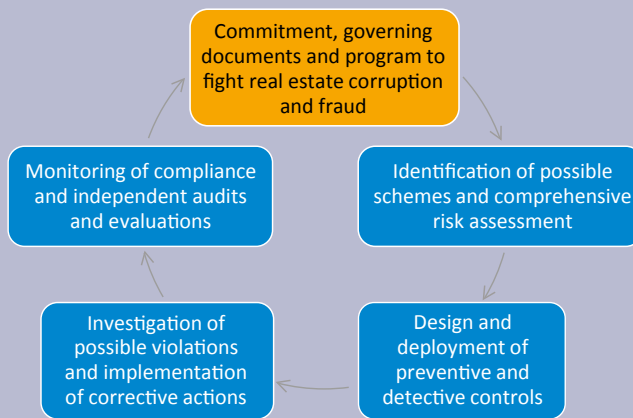 Commitment, governing
documents and program to
fight real estate corruption
and fraud
Identification of possible
schemes and comprehensive
risk assessment
Design and
deployment of
preventive and
detective controls
Investigation of
possible violations
and implementation
of corrective actions
Monitoring of compliance
and independent audits
and evaluations